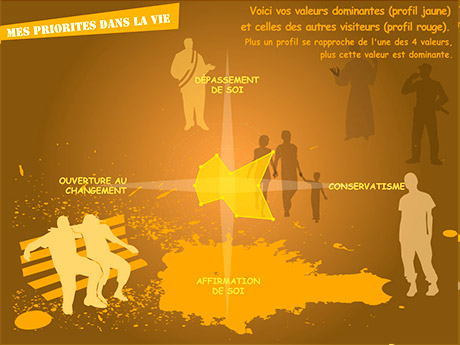 MES PRIORITES DANS LA VIE
Voici vos valeurs dominantes (profil jaune)
et celles des autres visiteurs (profil rouge).
Plus un profil se rapproche de l'une des 4 valeurs,
plus cette valeur est dominante.
DÉPASSEMENT
DE SOI
OUVERTURE AU
CHANGEMENT
CONSERVATISME
AFFIRMATION
DE SOI